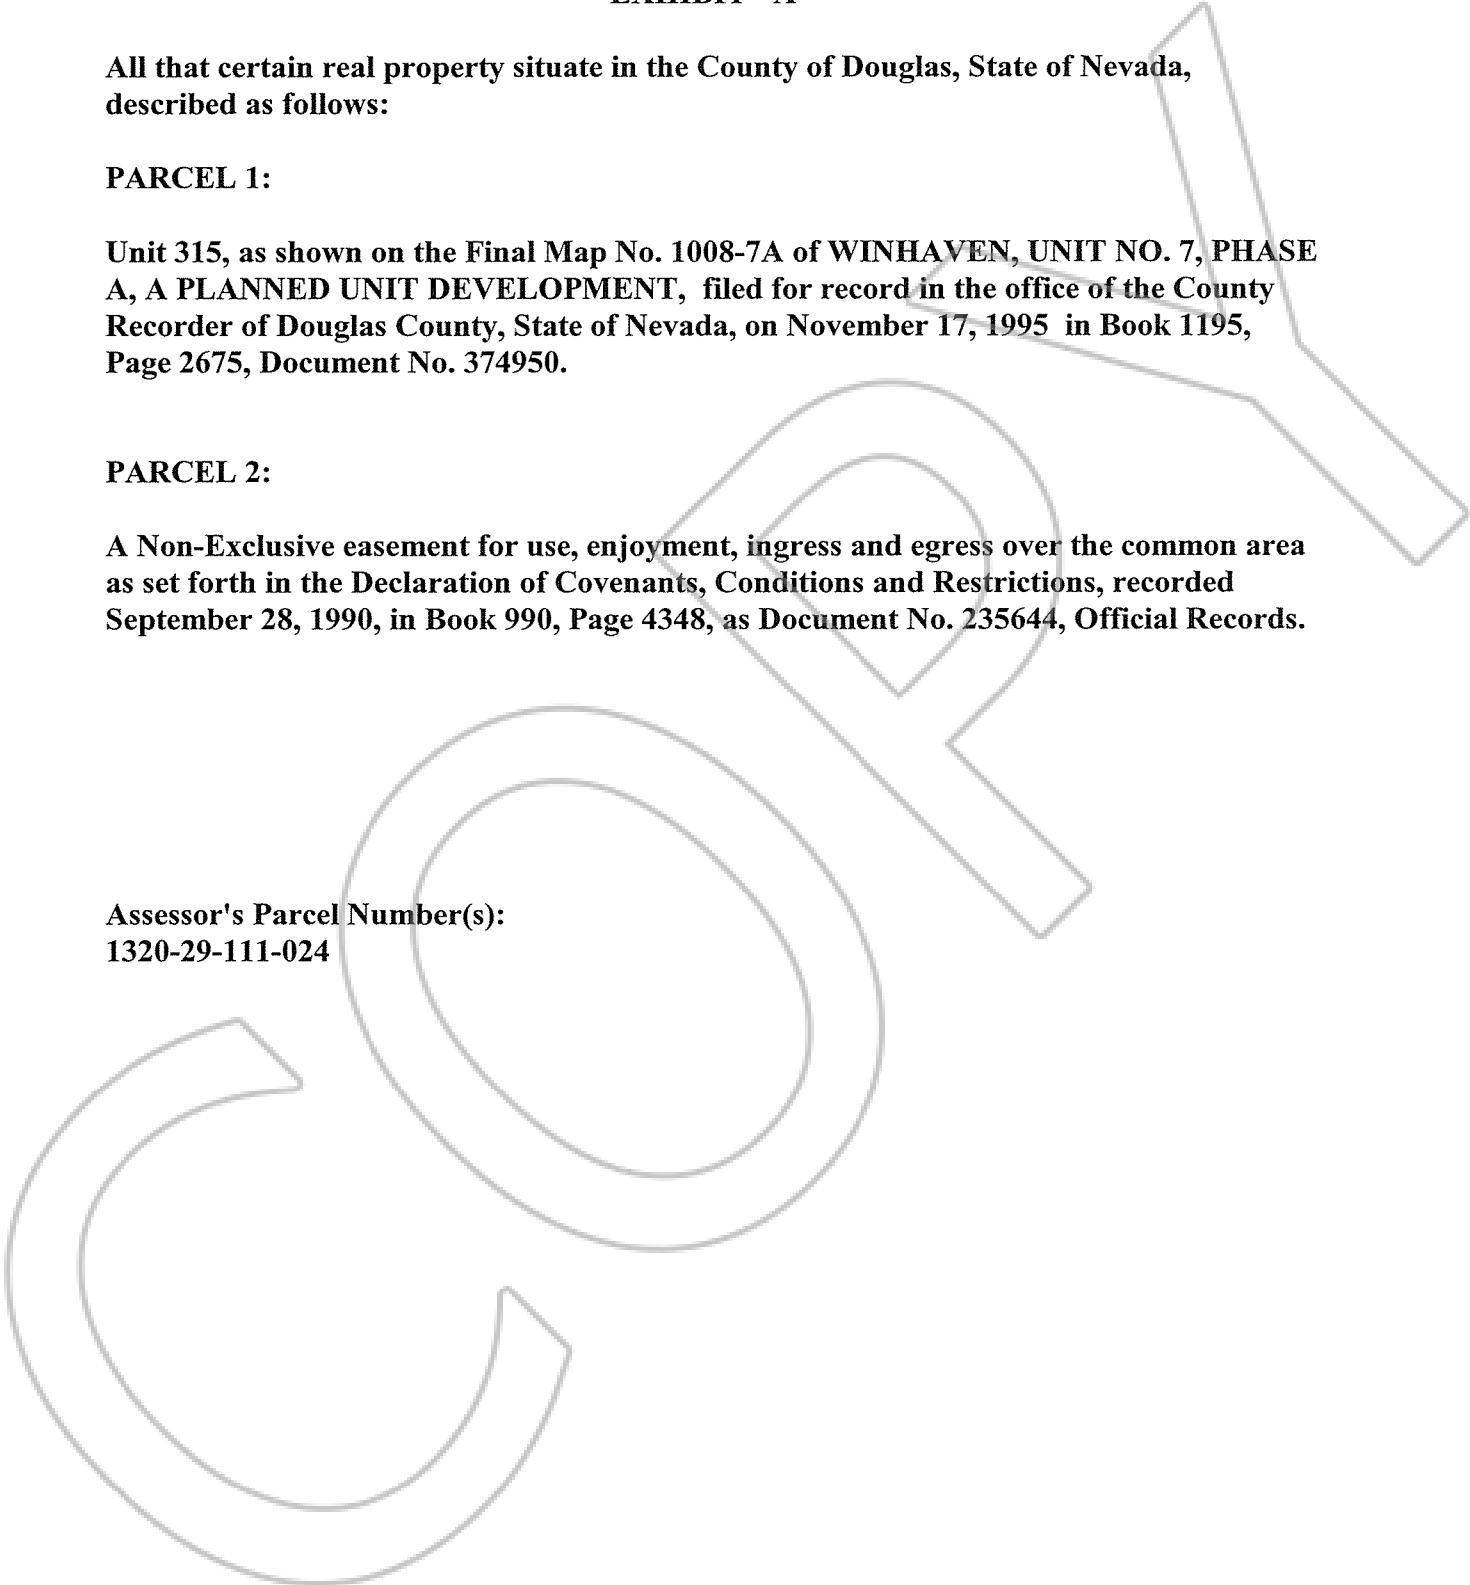 EXHIBIT "A"
All that certain real property situate in the County of Douglas, State of Nevada,
described as follows:
PARCEL 1:
Unit 315, as shown on the Final Map No. 1008-7A of WINHAVEN, UNIT NO. 7, PHASE
A, A PLANNED UNIT DEVELOPMENT, filed for record in the office of the County
Recorder of Douglas County, State of Nevada, on November 17, 1995 in Book 1195,
Page 2675, Document No. 374950.
PARCEL 2:
A Non-Exclusive easement for use, enjoyment, ingress and egress over the common area
as set forth in the Declaration of Covenants, Conditions and Restrictions, recorded
September 28, 1990, in Book 990, Page 4348, as Document No. 235644, Official Records.
Assessor's Parcel Number(s):
1320-29-111-024
COPY